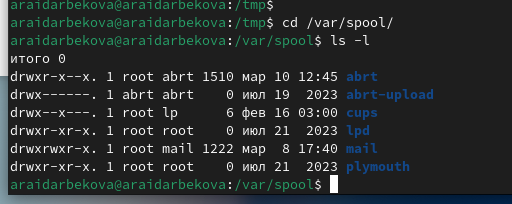 araidarbekova@araidarbekova:/tmp$
araidarbekova@araidarbekova:/tmp$ cd /var/spool/
araidarbekova@araidarbekova:/var/spool$ ls -l
итого 0
drwxr-x--x. 1 root abrt 1510 мар 10 12:45 abrt
drwx------. 1 abrt abrt    0 июл 19  2023 abrt-upload
drwx--x---. 1 root lp      6 фев 16 03:00 cups
drwxr-xr-x. 1 root root    0 июл 21  2023 lpd
drwxrwxr-x. 1 root mail 1222 мар  8 17:40 mail
drwxr-xr-x. 1 root root    0 июл 21  2023 plymouth
araidarbekova@araidarbekova:/var/spool$